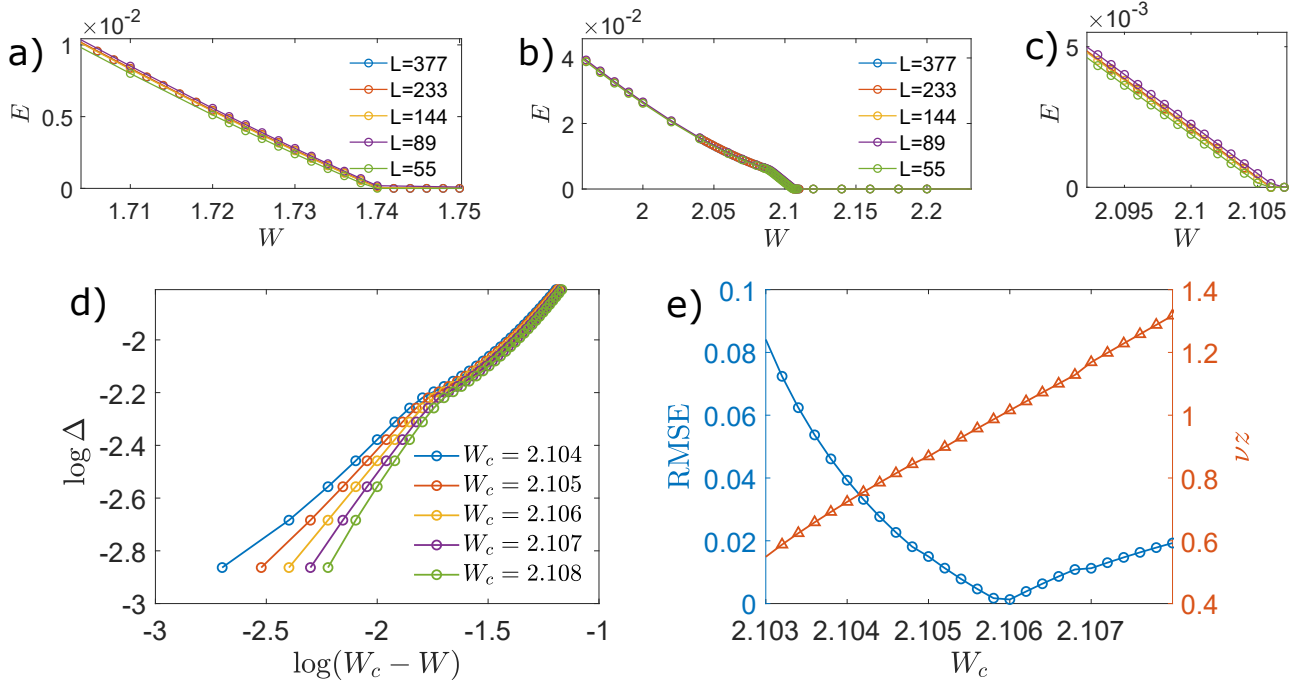 a)
×10⁻²
E
1
0.5
0
1.71 1.72 1.73 1.74 1.75
W
L=377
L=233
L=144
L=89
L=55
b)
×10⁻²
E
4
2
0
2 2.05 2.1 2.15 2.2
W
L=377
L=233
L=144
L=89
L=55
c)
×10⁻³
E
5
0
2.095 2.1 2.105
W
d)
log Δ
-2
-2.2
-2.4
-2.6
-2.8
-3
-3 -2.5 -2 -1.5 -1
log(W_c − W)
W_c = 2.104
W_c = 2.105
W_c = 2.106
W_c = 2.107
W_c = 2.108
e)
RMSE
0.1
0.08
0.06
0.04
0.02
0
2.103 2.104 2.105 2.106 2.107
W_c
1.4
1.2
1
0.8
0.6
0.4
νz